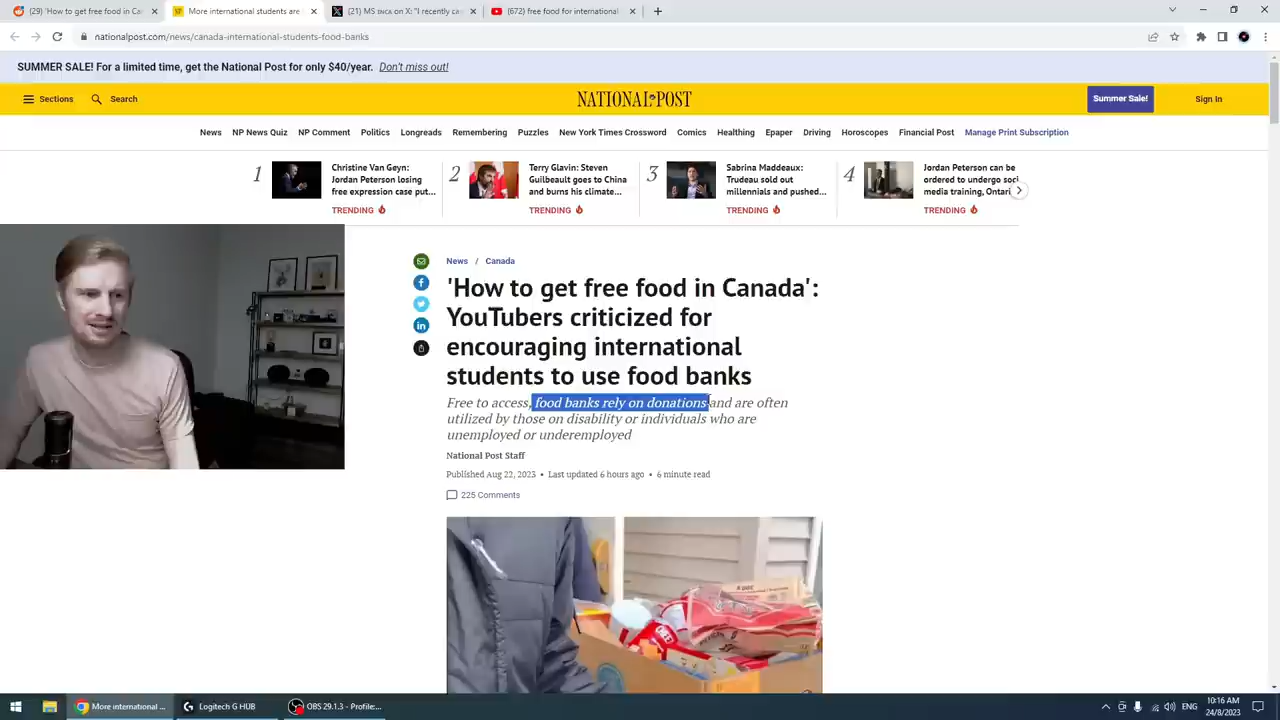 (29) 'How to get free food in C
More international students ar
MS Docs on X: "I recently ca
(672) free food for international
nationalpost.com/news/canada-international-students-food-banks
SUMMER SALE! For a limited time, get the National Post for only $40/year. Don't miss out!
Sections
Search
NATIONAL POST
Summer Sale!
Sign In
News
NP News Quiz
NP Comment
Politics
Longreads
Remembering
Puzzles
New York Times Crossword
Comics
Healthing
Epaper
Driving
Horoscopes
Financial Post
Manage Print Subscription
1
Christine Van Geyn:
Jordan Peterson losing
free expression case put...
TRENDING
2
Terry Glavin: Steven
Guilbeault goes to China
and burns his climate...
TRENDING
3
Sabrina Maddeaux:
Trudeau sold out
millennials and pushed...
TRENDING
4
Jordan Peterson can be
ordered to undergo soci
media training, Ontari
TRENDING
News / Canada
'How to get free food in Canada':
YouTubers criticized for
encouraging international
students to use food banks
Free to access, food banks rely on donations and are often
utilized by those on disability or individuals who are
unemployed or underemployed
National Post Staff
Published Aug 22, 2023 • Last updated 6 hours ago • 6 minute read
225 Comments
More international ...
Logitech G HUB
OBS 29.1.3 - Profile:...
ENG
10:16 AM
24/8/2023